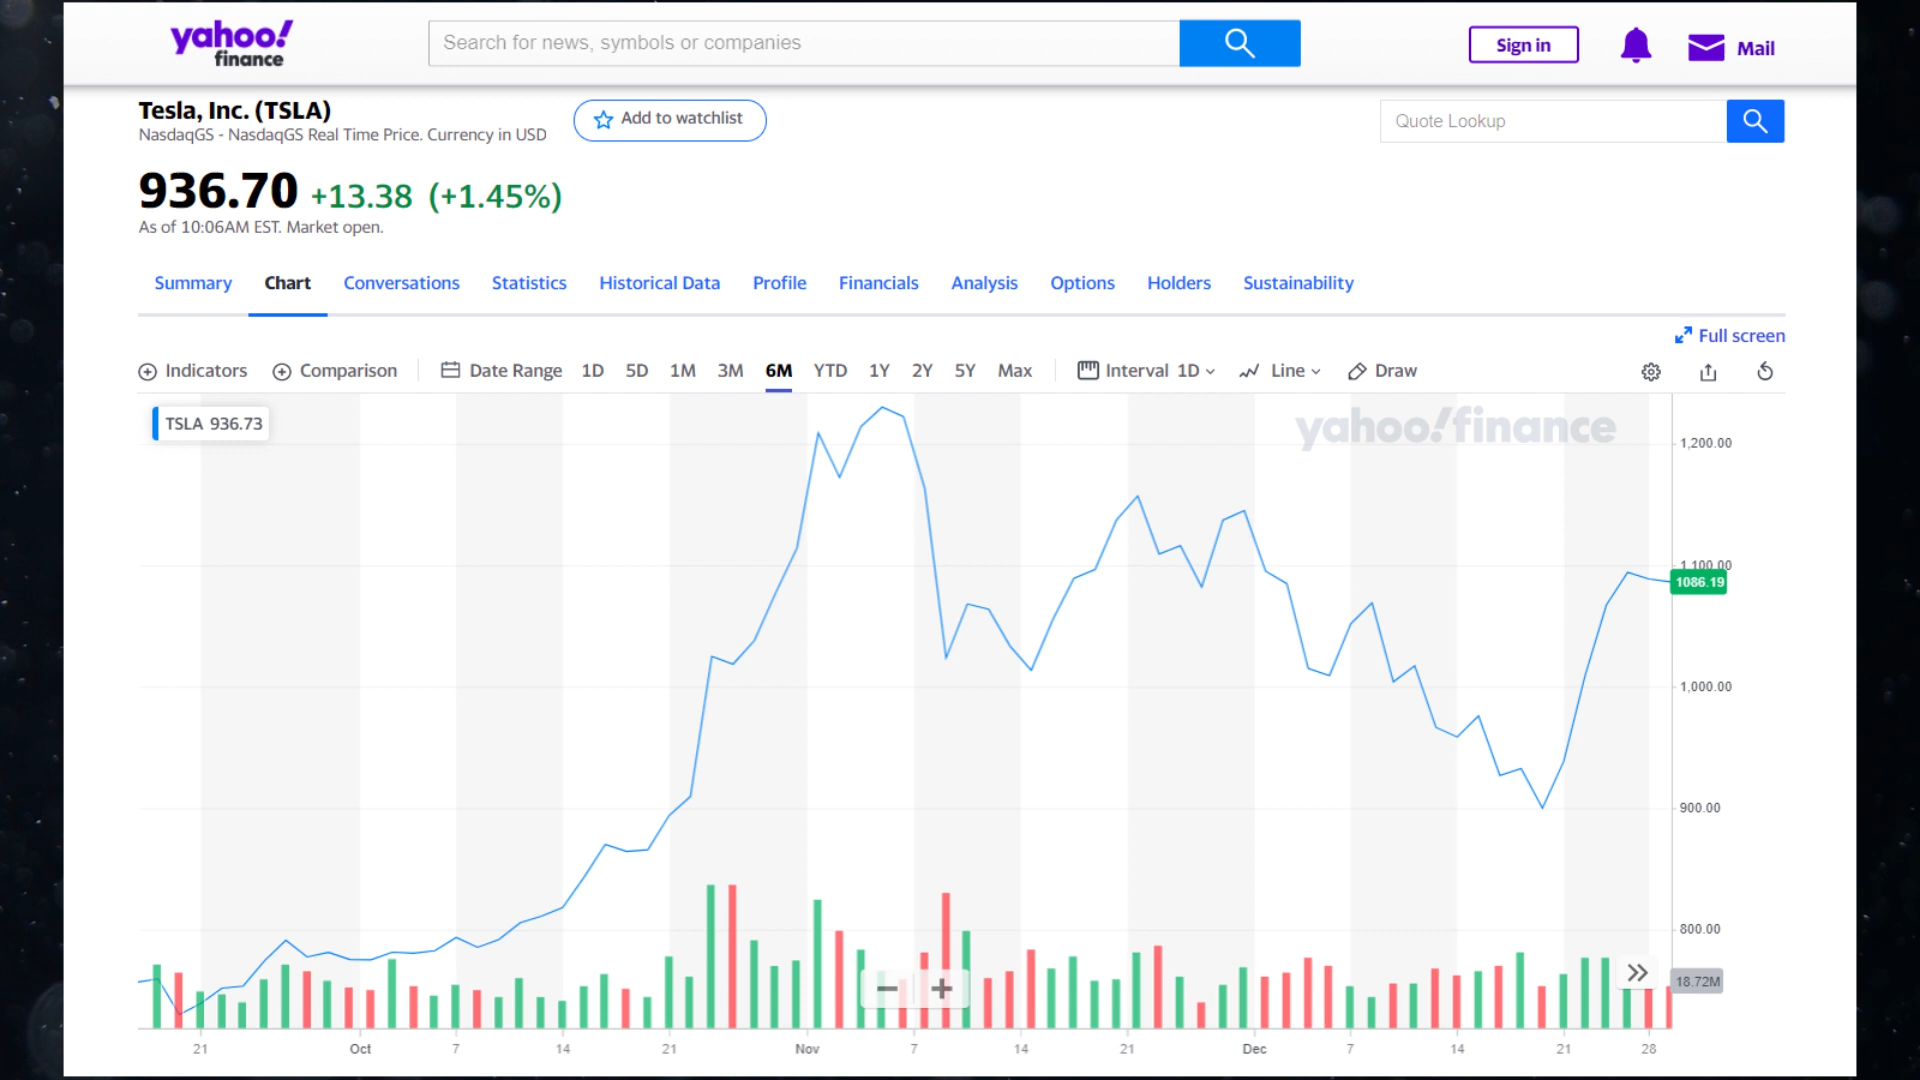 yahoo! finance
Search for news, symbols or companies
Sign in
Mail
Tesla, Inc. (TSLA)
NasdaqGS - NasdaqGS Real Time Price. Currency in USD
Add to watchlist
Quote Lookup
936.70 +13.38 (+1.45%)
As of 10:06AM EST. Market open.
Summary Chart Conversations Statistics Historical Data Profile Financials Analysis Options Holders Sustainability
Full screen
Indicators Comparison Date Range 1D 5D 1M 3M 6M YTD 1Y 2Y 5Y Max Interval 1D Line Draw
TSLA 936.73
yahoo!finance
1,200.00
1,100.00
1086.19
1,000.00
900.00
800.00
18.72M
21 Oct 7 14 21 Nov 7 14 21 Dec 7 14 21 28